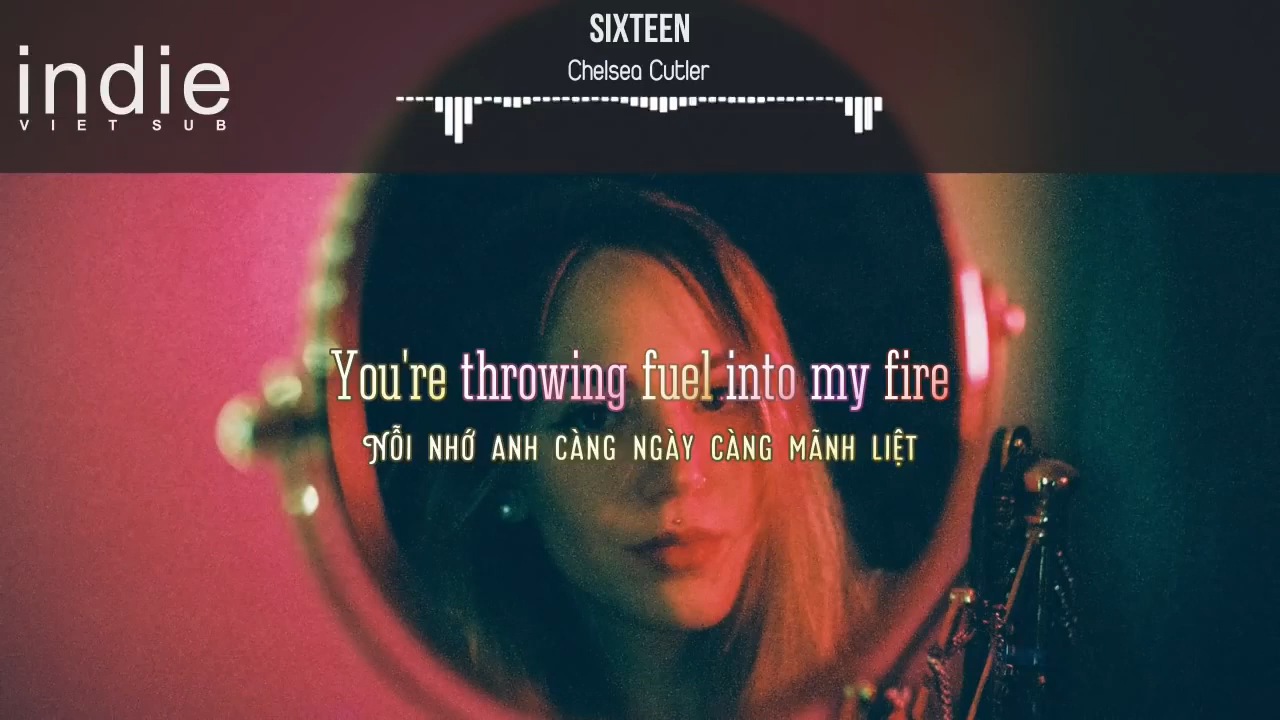 SIXTEEN
Chelsea Cutler
indie
VIET SUB
You're throwing fuel into my fire
NỖI NHỚ ANH CÀNG NGÀY CÀNG MÃNH LIỆT